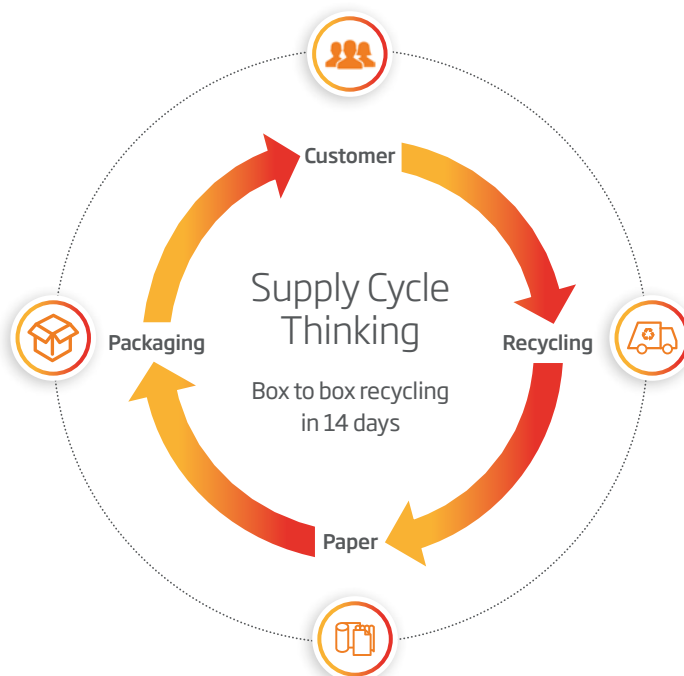 Customer
Supply Cycle
Thinking
Packaging
Recycling
Box to box recycling
in 14 days
Paper